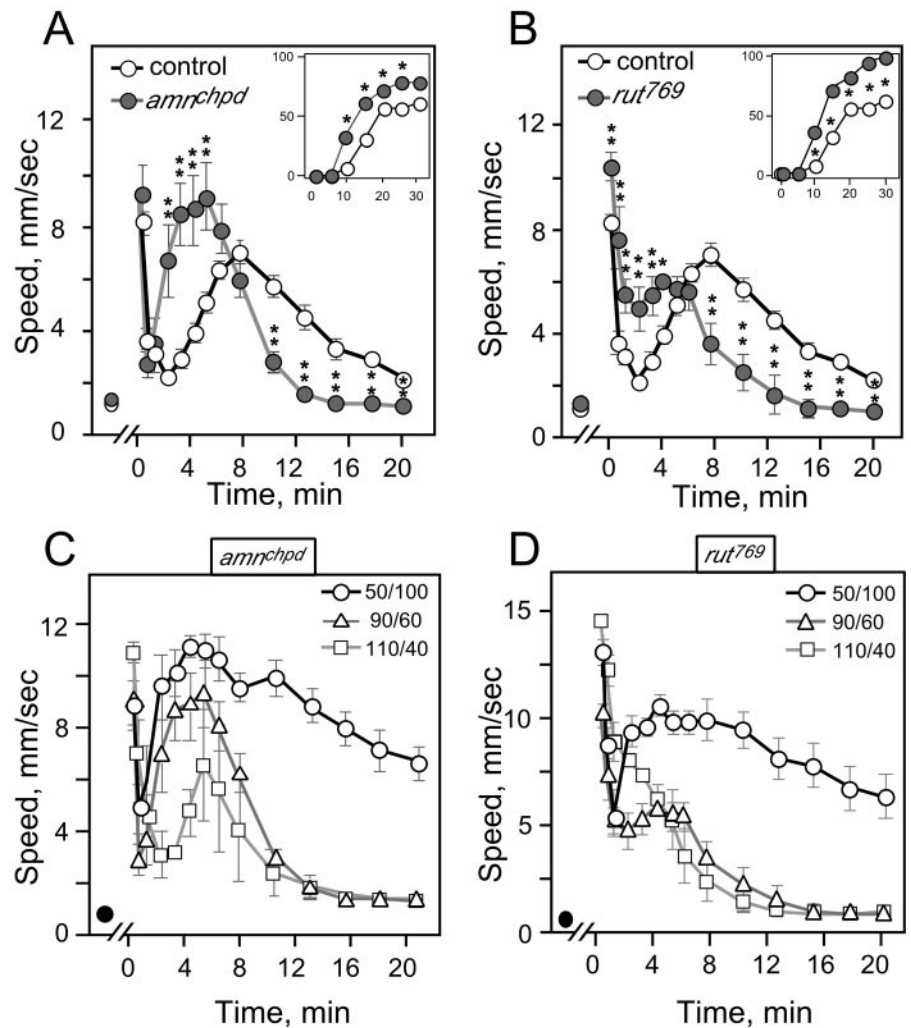 A
control
amnchpd
100
50
0
0 10 20 30
* * * *
** ** ** **
** ** ** ** **
Speed, mm/sec
12
8
4
0
0 4 8 12 16 20
Time, min
B
control
rut769
100
50
0
0 10 20 30
* * * * *
** ** ** ** ** *
** ** ** ** ** **
Speed, mm/sec
12
8
4
0
0 4 8 12 16 20
Time, min
C
amnchpd
50/100
90/60
110/40
Speed, mm/sec
12
8
4
0
0 4 8 12 16 20
Time, min
D
rut769
50/100
90/60
110/40
Speed, mm/sec
15
10
5
0
0 4 8 12 16 20
Time, min